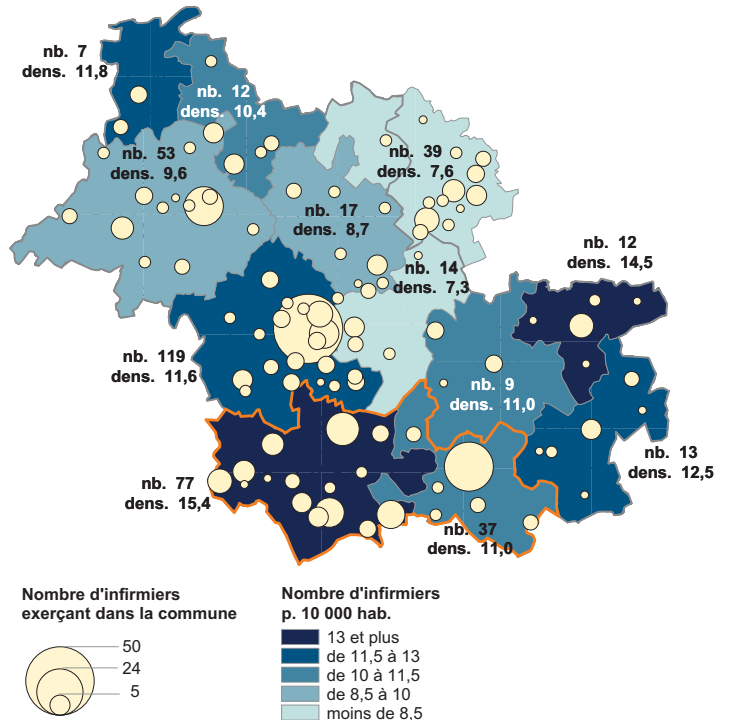 nb. 7
dens. 11,8
nb. 12
dens. 10,4
nb. 53
dens. 9,6
nb. 39
dens. 7,6
nb. 17
dens. 8,7
nb. 12
dens. 14,5
nb. 14
dens. 7,3
nb. 119
dens. 11,6
nb. 9
dens. 11,0
nb. 13
dens. 12,5
nb. 77
dens. 15,4
nb. 37
dens. 11,0
Nombre d'infirmiers
exerçant dans la commune
50
24
5
Nombre d'infirmiers
p. 10 000 hab.
13 et plus
de 11,5 à 13
de 10 à 11,5
de 8,5 à 10
moins de 8,5